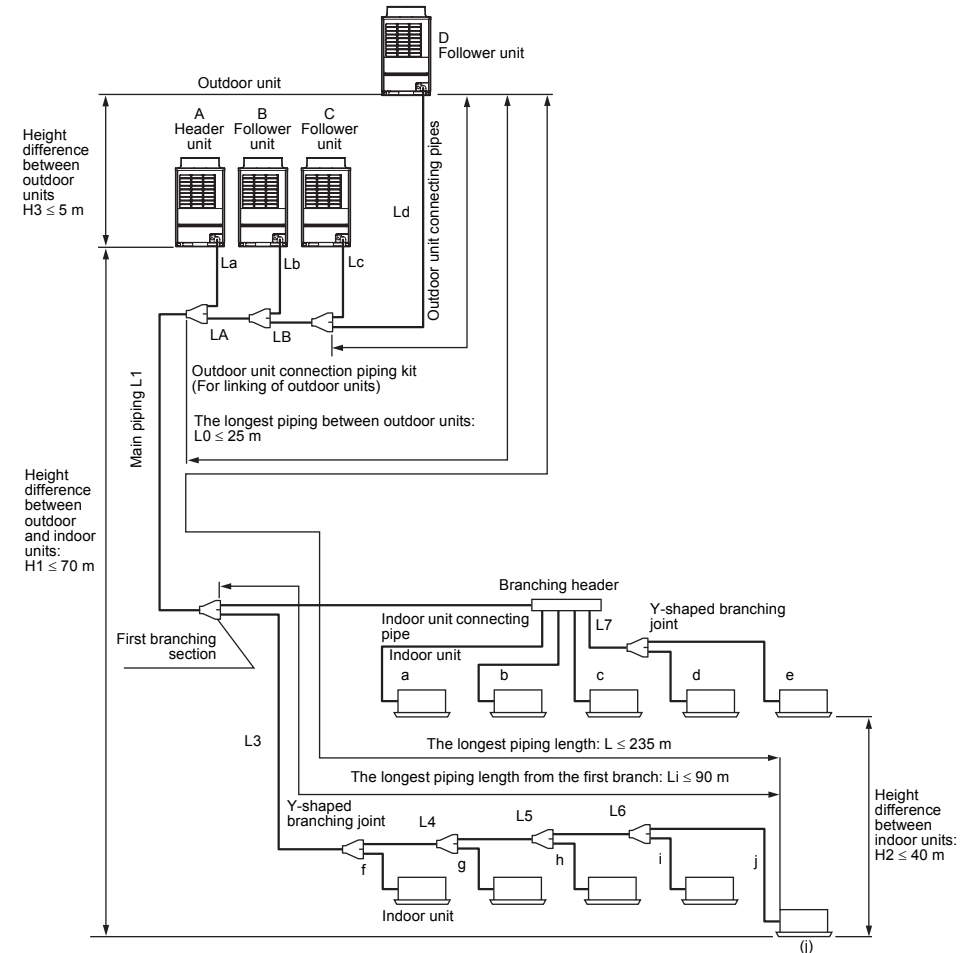 D
Follower unit
Outdoor unit
A
Header
unit
B
Follower
unit
C
Follower
unit
Height
difference
between
outdoor
units
H3 ≤ 5 m
La
Lb
Lc
Ld
Outdoor unit connecting pipes
LA
LB
Outdoor unit connection piping kit
(For linking of outdoor units)
Main piping L1
The longest piping between outdoor units:
L0 ≤ 25 m
Height
difference
between
outdoor
and indoor
units:
H1 ≤ 70 m
Branching header
First branching
section
Indoor unit connecting
pipe
Indoor unit
L7
Y-shaped branching
joint
a
b
c
d
e
L3
The longest piping length: L ≤ 235 m
The longest piping length from the first branch: Li ≤ 90 m
Y-shaped
branching joint
L4
L5
L6
Height
difference
between
indoor units:
H2 ≤ 40 m
f
g
h
i
j
Indoor unit
(j)